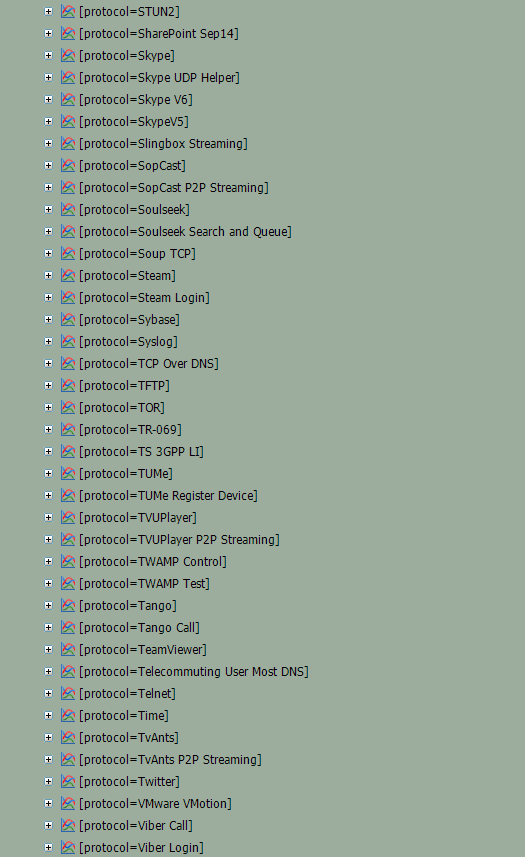 [protocol=STUN2]
[protocol=SharePoint Sep14]
[protocol=Skype]
[protocol=Skype UDP Helper]
[protocol=Skype V6]
[protocol=SkypeV5]
[protocol=Slingbox Streaming]
[protocol=SopCast]
[protocol=SopCast P2P Streaming]
[protocol=Soulseek]
[protocol=Soulseek Search and Queue]
[protocol=Soup TCP]
[protocol=Steam]
[protocol=Steam Login]
[protocol=Sybase]
[protocol=Syslog]
[protocol=TCP Over DNS]
[protocol=TFTP]
[protocol=TOR]
[protocol=TR-069]
[protocol=TS 3GPP LI]
[protocol=TUMe]
[protocol=TUMe Register Device]
[protocol=TVUPlayer]
[protocol=TVUPlayer P2P Streaming]
[protocol=TWAMP Control]
[protocol=TWAMP Test]
[protocol=Tango]
[protocol=Tango Call]
[protocol=TeamViewer]
[protocol=Telecommuting User Most DNS]
[protocol=Telnet]
[protocol=Time]
[protocol=TvAnts]
[protocol=TvAnts P2P Streaming]
[protocol=Twitter]
[protocol=VMware VMotion]
[protocol=Viber Call]
[protocol=Viber Login]